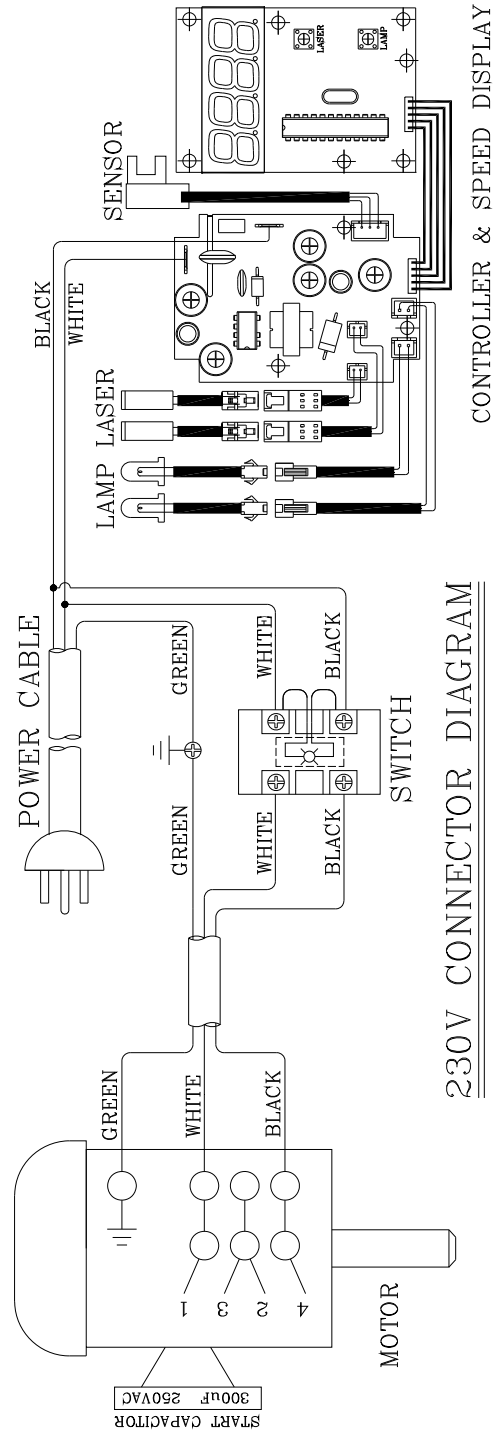 CONTROLLER & SPEED DISPLAY
LASER
LAMP
SENSOR
BLACK
WHITE
LASER
LAMP
POWER CABLE
GREEN
WHITE
BLACK
SWITCH
GREEN
WHITE
BLACK
GREEN
WHITE
BLACK
1
3
2
4
MOTOR
300uF 250VAC
START CAPACITOR
230V CONNECTOR DIAGRAM